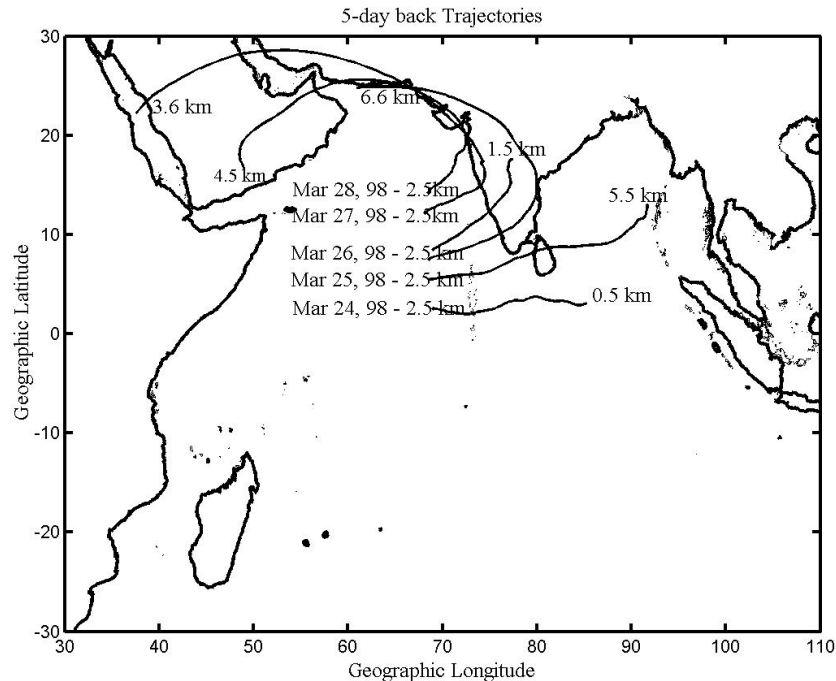 5-day back Trajectories
30
20
10
0
-10
-20
-30
Geographic Latitude
3.6 km
6.6 km
4.5 km
1.5 km
5.5 km
Mar 28, 98 - 2.5km
Mar 27, 98 - 2.5km
Mar 26, 98 - 2.5 km
Mar 25, 98 - 2.5 km
Mar 24, 98 - 2.5 km
0.5 km
30 40 50 60 70 80 90 100 110
Geographic Longitude